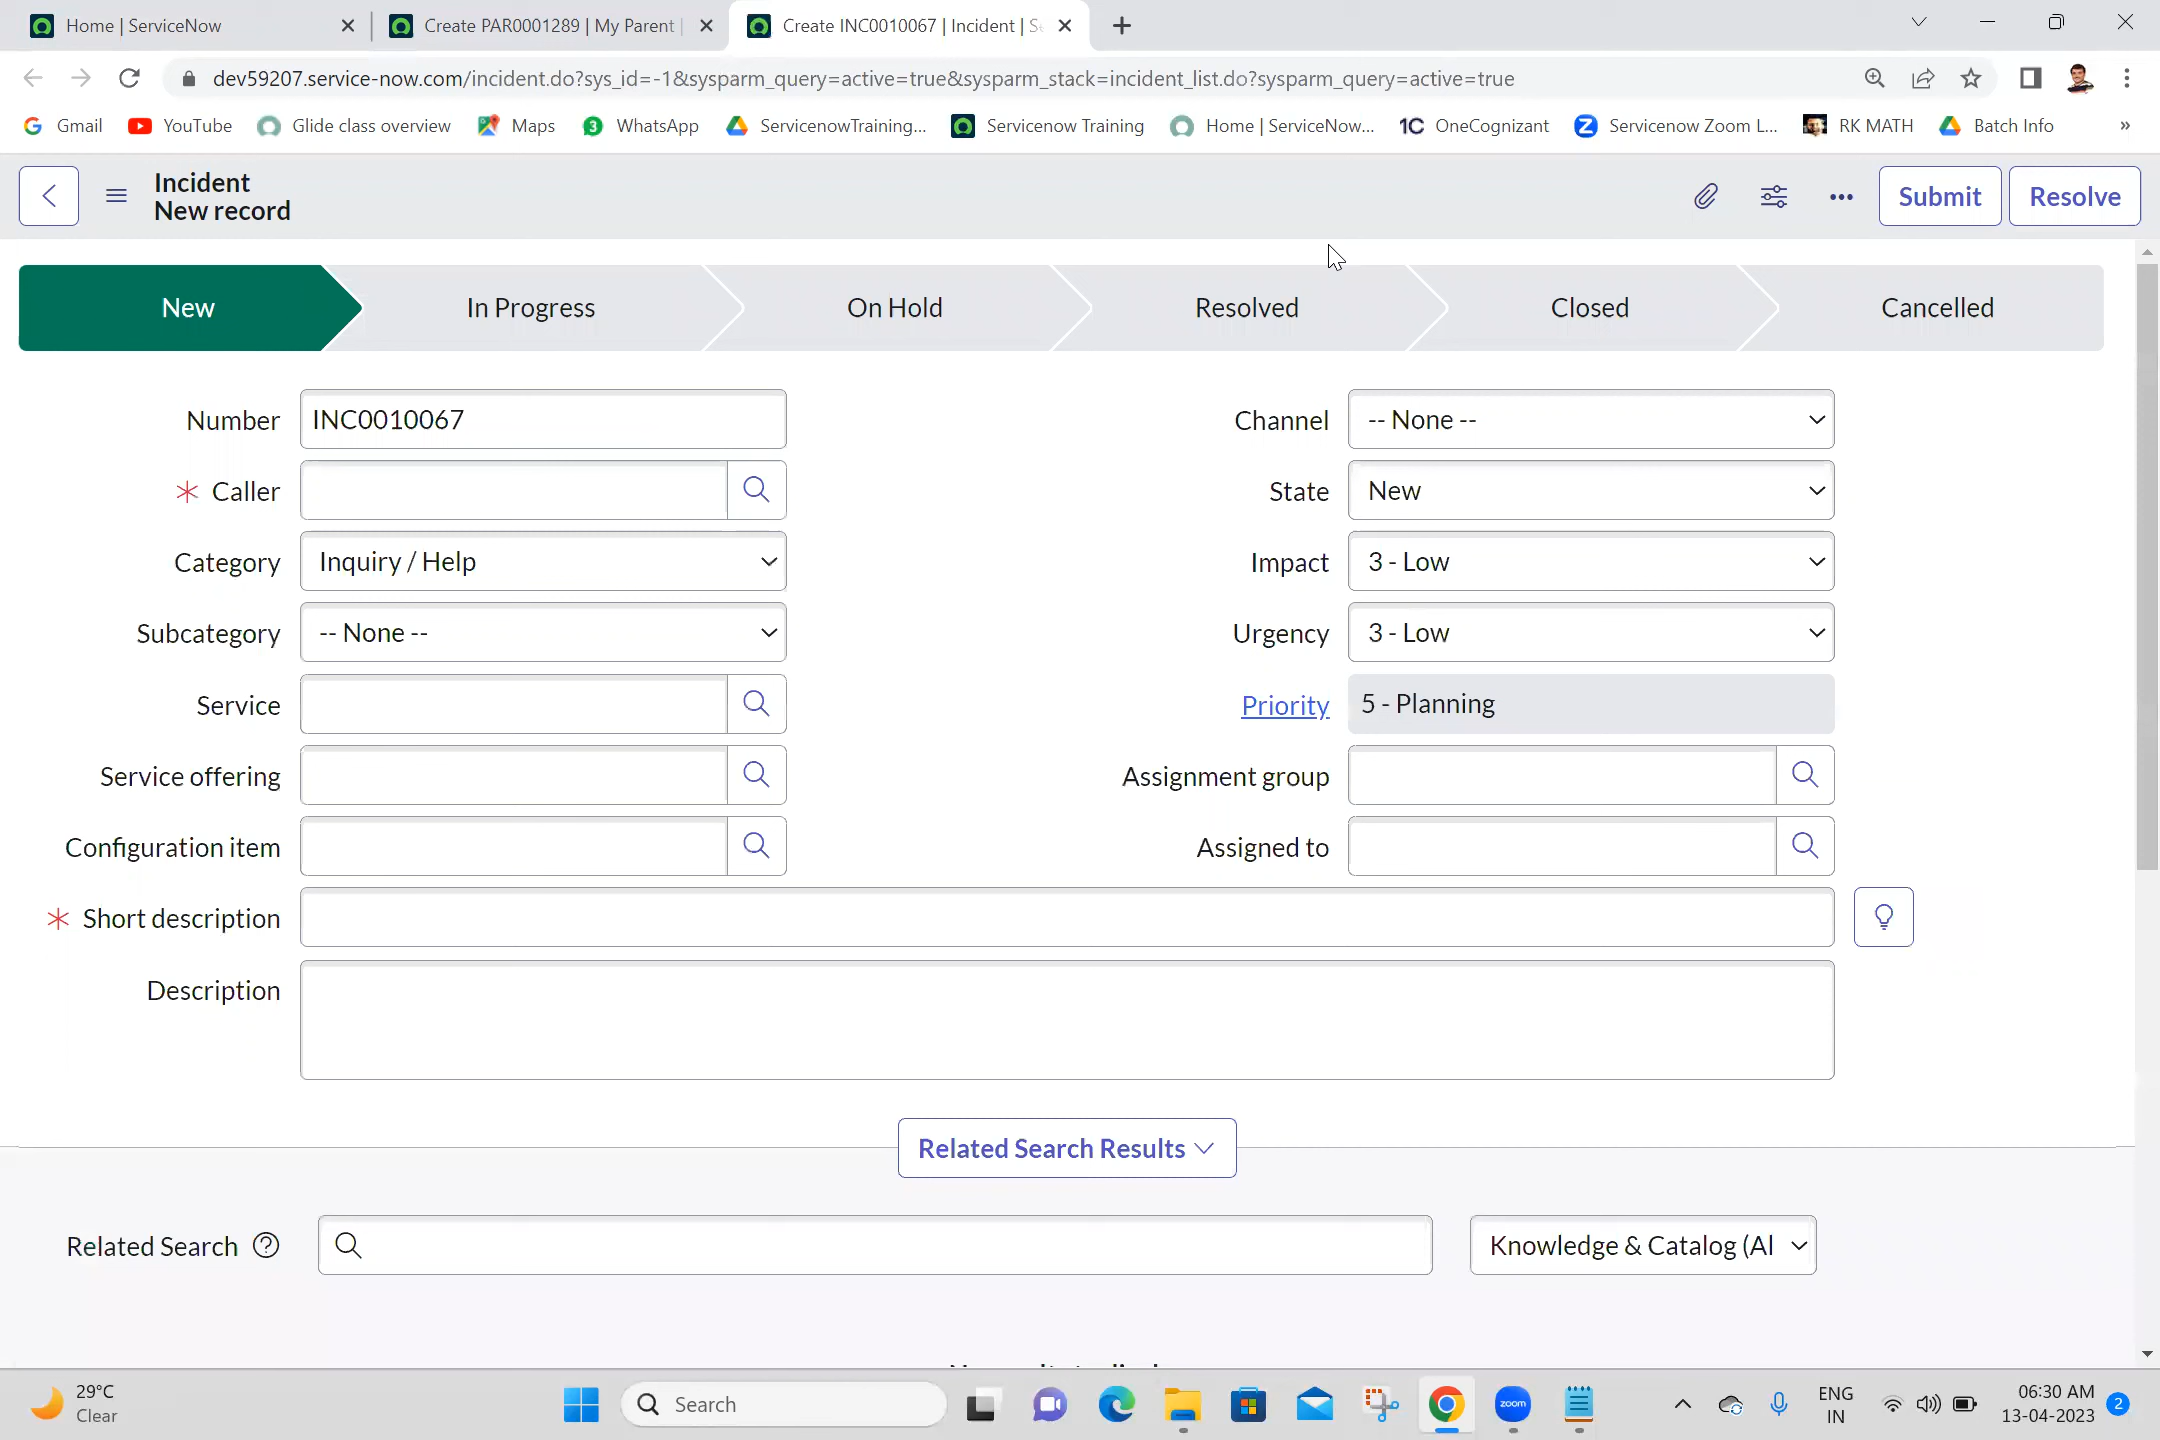 Home | ServiceNow
Create PAR0001289 | My Parent |
Create INC0010067 | Incident | S
dev59207.service-now.com/incident.do?sys_id=-1&sysparm_query=active=true&sysparm_stack=incident_list.do?sysparm_query=active=true
Gmail YouTube Glide class overview Maps WhatsApp ServicenowTraining... Servicenow Training Home | ServiceNow... 1C OneCognizant Servicenow Zoom L... RK MATH Batch Info »
Incident
New record
Submit Resolve
New In Progress On Hold Resolved Closed Cancelled
Number INC0010067 Channel -- None --
* Caller State New
Category Inquiry / Help Impact 3 - Low
Subcategory -- None -- Urgency 3 - Low
Service Priority 5 - Planning
Service offering Assignment group
Configuration item Assigned to
* Short description
Description
Related Search Results
Related Search Knowledge & Catalog (Al
29°C
Clear
Search
zoom
ENG
IN
06:30 AM
13-04-2023
2